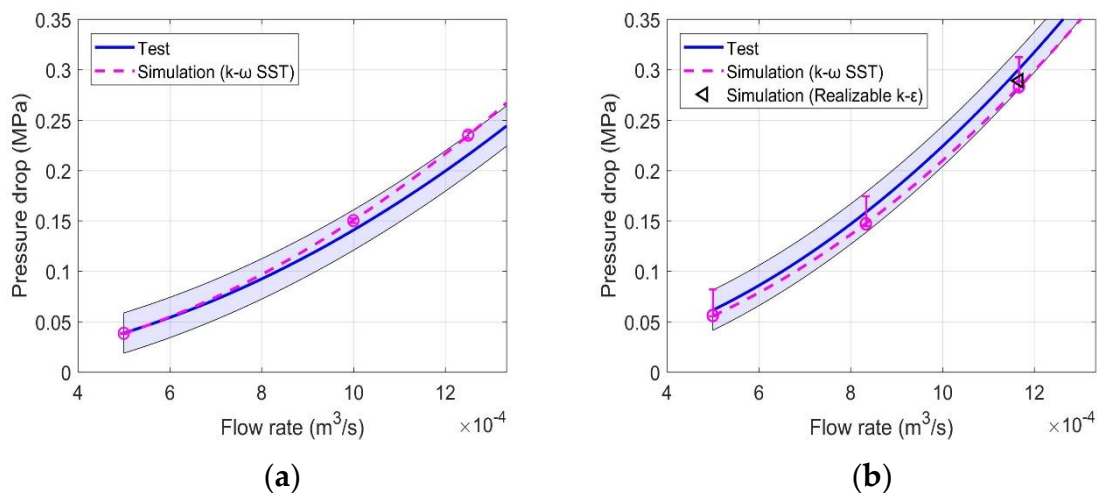 0.35
0.3
0.25
0.2
0.15
0.1
0.05
0
Pressure drop (MPa)
Test
Simulation (k-ω SST)
4 6 8 10 12
Flow rate (m³/s)
×10⁻⁴
(a)
0.35
0.3
0.25
0.2
0.15
0.1
0.05
0
Pressure drop (MPa)
Test
Simulation (k-ω SST)
Simulation (Realizable k-ε)
4 6 8 10 12
Flow rate (m³/s)
×10⁻⁴
(b)